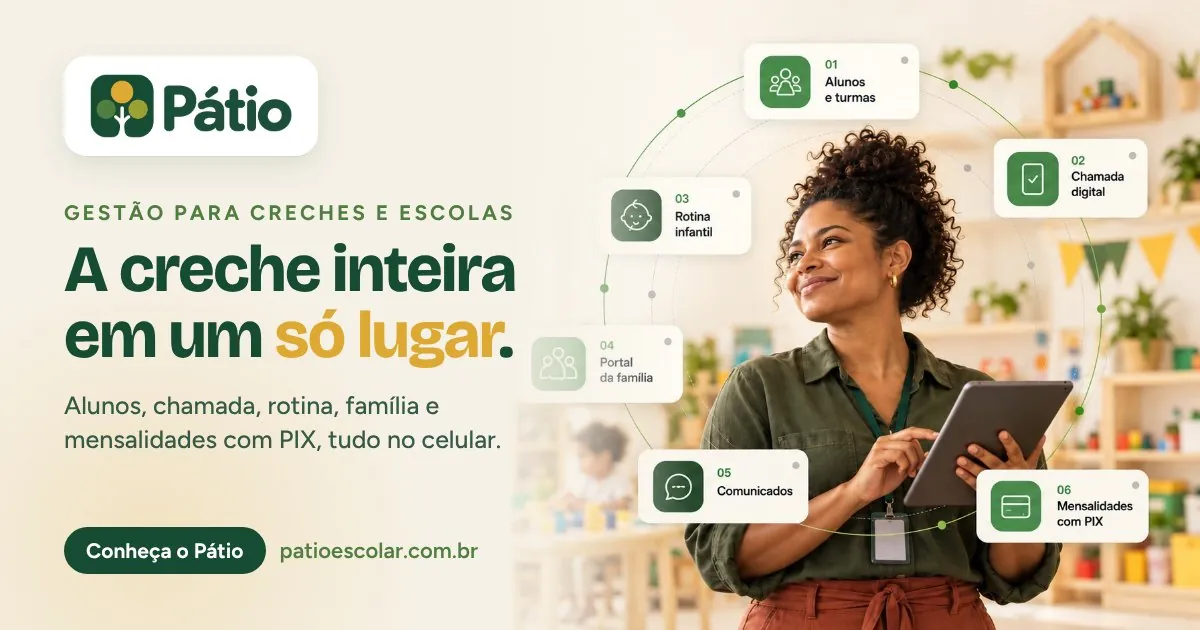 Pátio
GESTÃO PARA CRECHES E ESCOLAS
A creche inteira
em um só lugar.
Alunos, chamada, rotina, família e
mensalidades com PIX, tudo no celular.
Conheça o Pátio
patioescolar.com.br
01
Alunos
e turmas
02
Chamada
digital
03
Rotina
infantil
04
Portal
da família
05
Comunicados
06
Mensalidades
com PIX